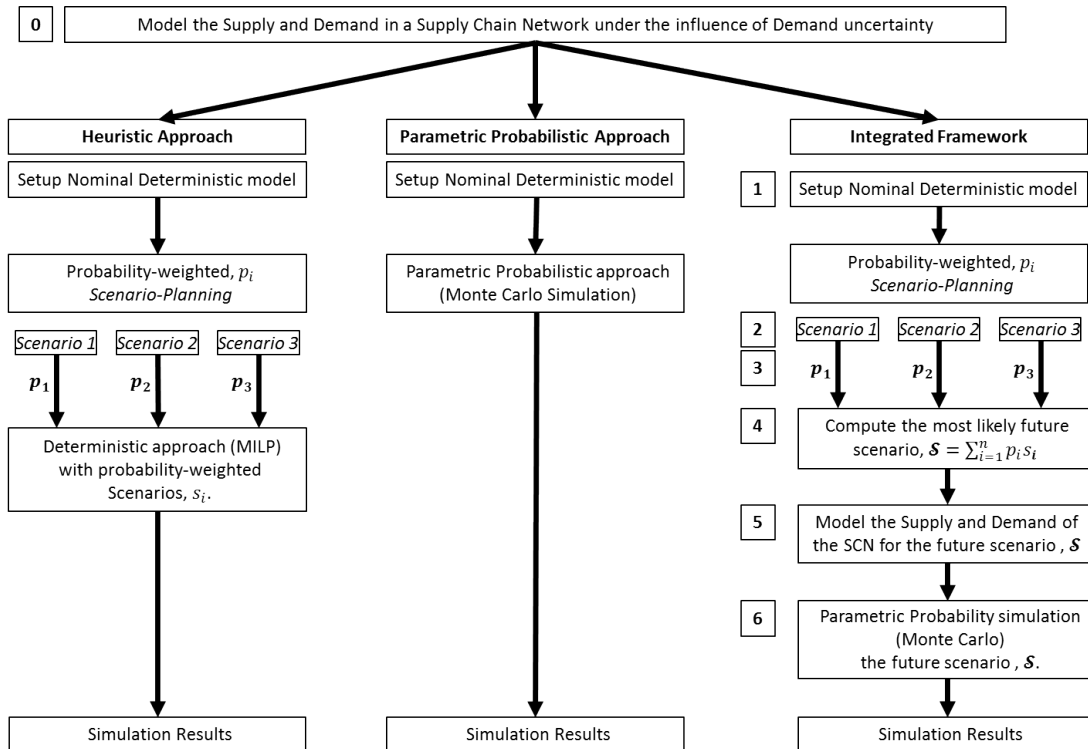 0
Model the Supply and Demand in a Supply Chain Network under the influence of Demand uncertainty
Heuristic Approach
Setup Nominal Deterministic model
Probability-weighted, pᵢ
Scenario-Planning
Scenario 1
Scenario 2
Scenario 3
p₁
p₂
p₃
Deterministic approach (MILP)
with probability-weighted
Scenarios, sᵢ.
Simulation Results
Parametric Probabilistic Approach
Setup Nominal Deterministic model
Parametric Probabilistic approach
(Monte Carlo Simulation)
Simulation Results
Integrated Framework
1
Setup Nominal Deterministic model
Probability-weighted, pᵢ
Scenario-Planning
2
Scenario 1
Scenario 2
Scenario 3
3
p₁
p₂
p₃
4
Compute the most likely future
scenario, 𝓢 = ∑ⁿᵢ₌₁ pᵢsᵢ
5
Model the Supply and Demand of
the SCN for the future scenario , 𝓢
6
Parametric Probability simulation
(Monte Carlo)
the future scenario , 𝓢.
Simulation Results